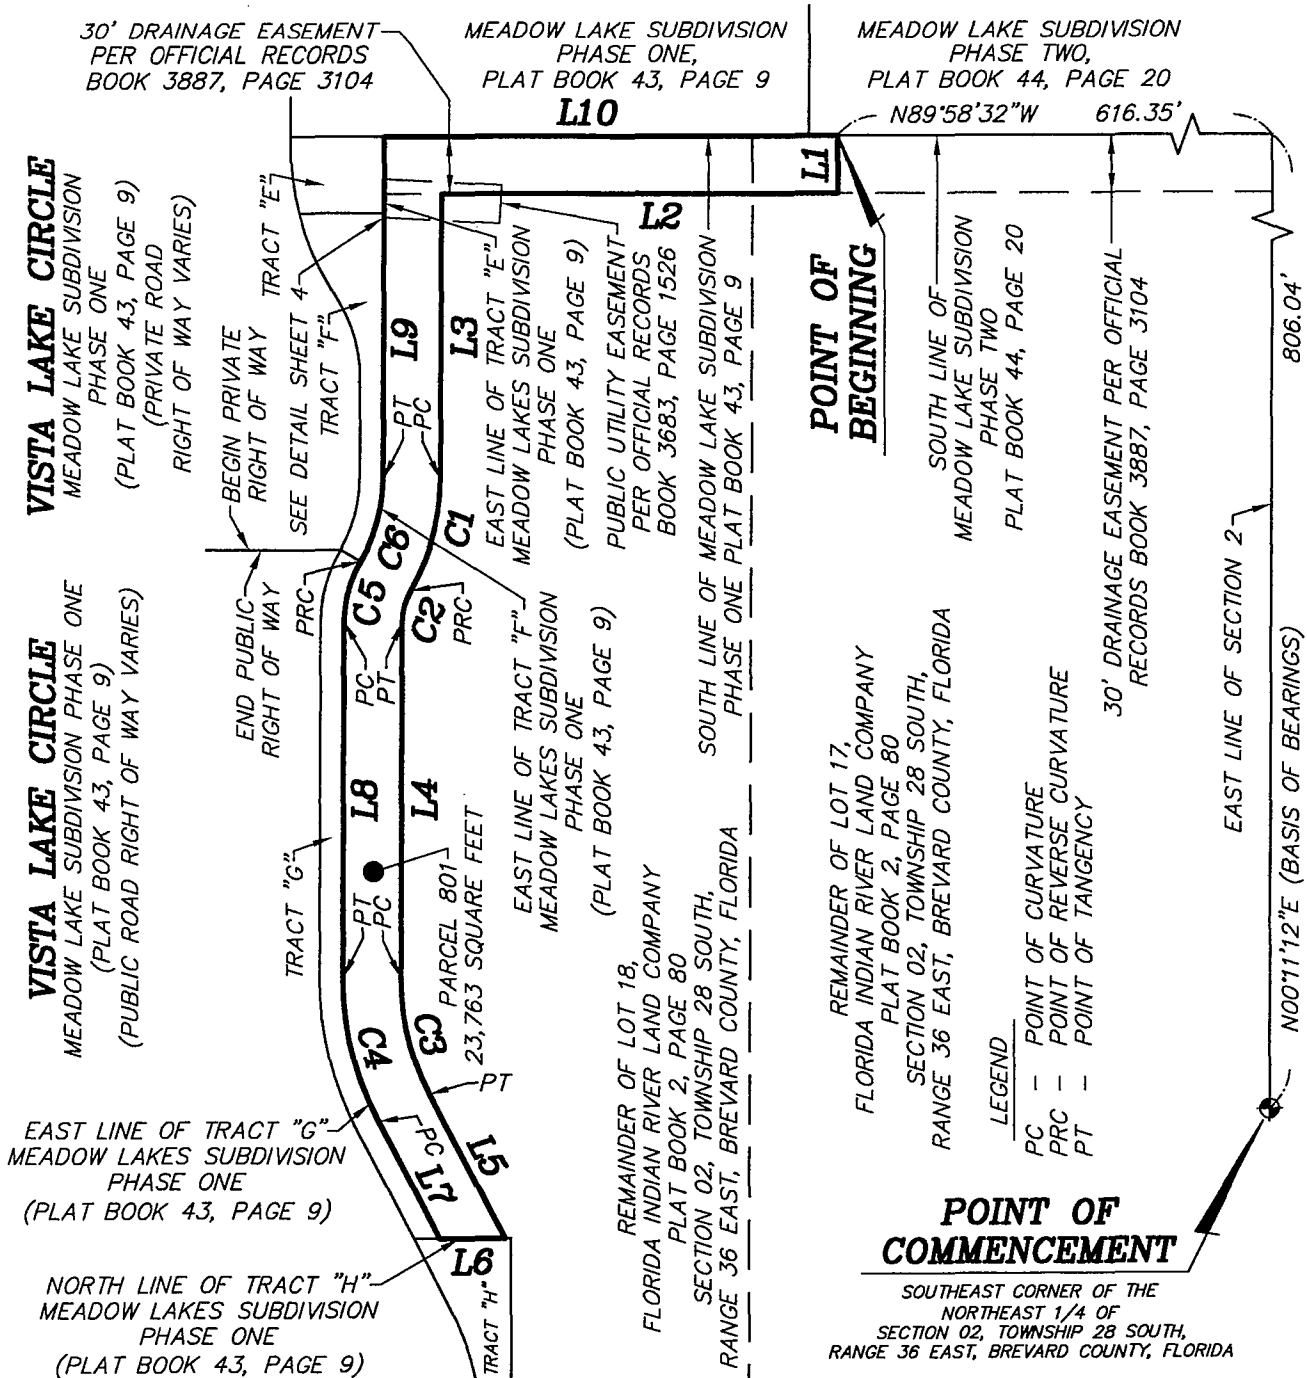 30' DRAINAGE EASEMENT
PER OFFICIAL RECORDS
BOOK 3887, PAGE 3104
MEADOW LAKE SUBDIVISION
PHASE ONE,
PLAT BOOK 43, PAGE 9
MEADOW LAKE SUBDIVISION
PHASE TWO,
PLAT BOOK 44, PAGE 20
N89°58'32"W 616.35'
L10
L1
L2
VISTA LAKE CIRCLE
MEADOW LAKE SUBDIVISION
PHASE ONE
(PLAT BOOK 43, PAGE 9)
(PRIVATE ROAD
RIGHT OF WAY VARIES)
BEGIN PRIVATE
RIGHT OF WAY
TRACT "E"
SEE DETAIL SHEET 4
TRACT "F"
L9
L3
PT
PC
EAST LINE OF TRACT "E"
MEADOW LAKES SUBDIVISION
PHASE ONE
(PLAT BOOK 43, PAGE 9)
PUBLIC UTILITY EASEMENT
PER OFFICIAL RECORDS
BOOK 3683, PAGE 1526
SOUTH LINE OF MEADOW LAKE SUBDIVISION
PHASE ONE PLAT BOOK 43, PAGE 9
POINT OF
BEGINNING
SOUTH LINE OF
MEADOW LAKE SUBDIVISION
PHASE TWO
PLAT BOOK 44, PAGE 20
30' DRAINAGE EASEMENT PER OFFICIAL
RECORDS BOOK 3887, PAGE 3104
806.04'
EAST LINE OF SECTION 2
N00°11'12"E (BASIS OF BEARINGS)
C1
C6
C5
C2
PRC
PRC
VISTA LAKE CIRCLE
MEADOW LAKE SUBDIVISION PHASE ONE
(PLAT BOOK 43, PAGE 9)
(PUBLIC ROAD RIGHT OF WAY VARIES)
END PUBLIC
RIGHT OF WAY
PC
PT
L8
L4
EAST LINE OF TRACT "F"
MEADOW LAKES SUBDIVISION
PHASE ONE
(PLAT BOOK 43, PAGE 9)
TRACT "G"
PT
PC
PARCEL 801
23,763 SQUARE FEET
C4
C3
PT
PC
L5
L7
L6
REMAINDER OF LOT 18,
FLORIDA INDIAN RIVER LAND COMPANY
PLAT BOOK 2, PAGE 80
SECTION 02, TOWNSHIP 28 SOUTH,
RANGE 36 EAST, BREVARD COUNTY, FLORIDA
REMAINDER OF LOT 17,
FLORIDA INDIAN RIVER LAND COMPANY
PLAT BOOK 2, PAGE 80
SECTION 02, TOWNSHIP 28 SOUTH,
RANGE 36 EAST, BREVARD COUNTY, FLORIDA
LEGEND
PC - POINT OF CURVATURE
PRC - POINT OF REVERSE CURVATURE
PT - POINT OF TANGENCY
EAST LINE OF TRACT "G"
MEADOW LAKES SUBDIVISION
PHASE ONE
(PLAT BOOK 43, PAGE 9)
NORTH LINE OF TRACT "H"
MEADOW LAKES SUBDIVISION
PHASE ONE
(PLAT BOOK 43, PAGE 9)
TRACT "H"
POINT OF
COMMENCEMENT
SOUTHEAST CORNER OF THE
NORTHEAST 1/4 OF
SECTION 02, TOWNSHIP 28 SOUTH,
RANGE 36 EAST, BREVARD COUNTY, FLORIDA